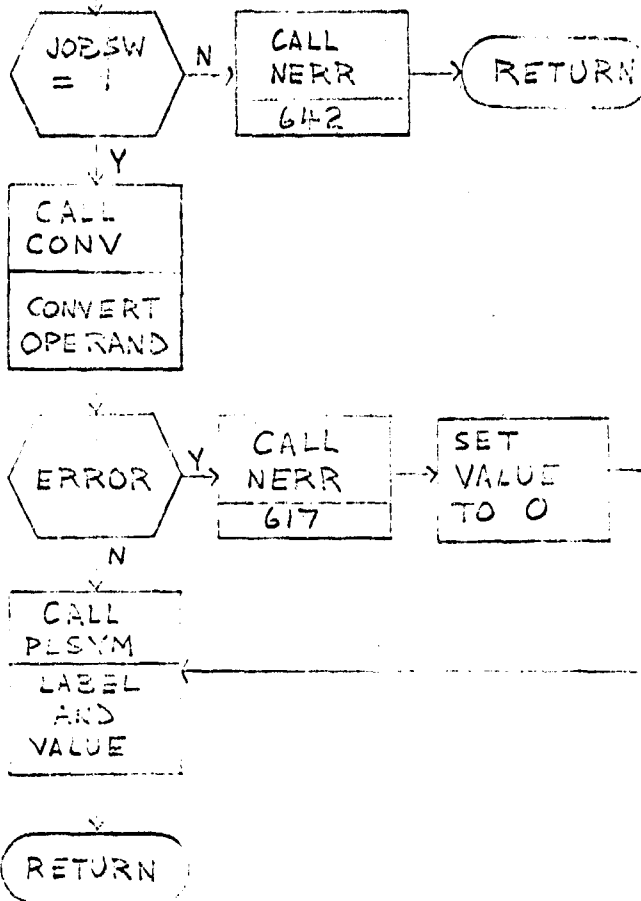 JOBSW
= 1
N
CALL
NERR
642
RETURN
Y
CALL
CONV
CONVERT
OPERAND
ERROR
Y
CALL
NERR
617
SET
VALUE
TO 0
N
CALL
PLSYM
LABEL
AND
VALUE
RETURN